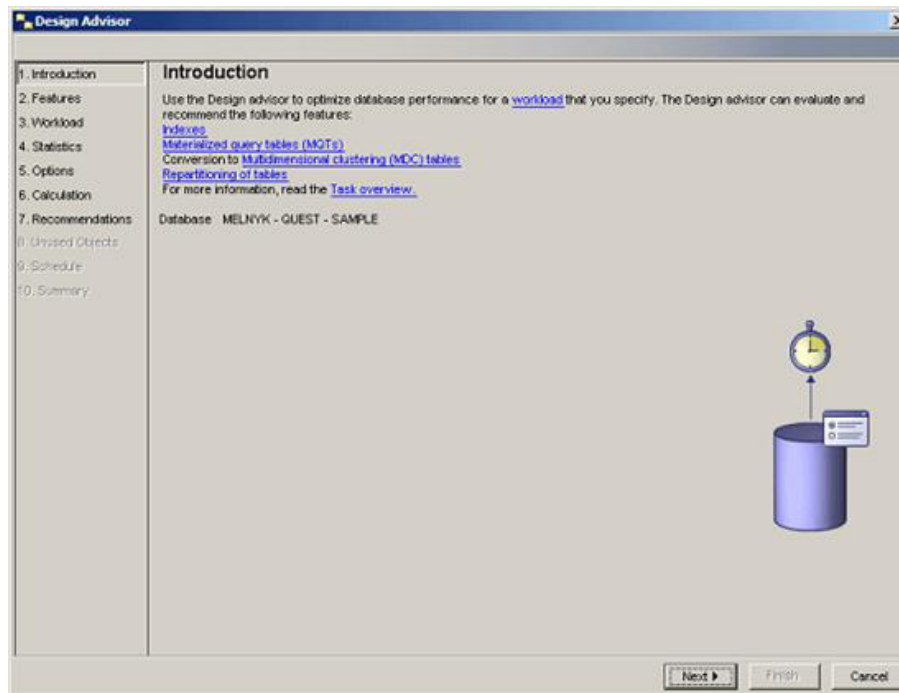 Design Advisor
1. Introduction
2. Features
3. Workload
4. Statistics
5. Options
6. Calculation
7. Recommendations
8. Unused Objects
9. Schedule
10. Summary
Introduction
Use the Design advisor to optimize database performance for a workload that you specify. The Design advisor can evaluate and
recommend the following features:
Indexes
Materialized query tables (MQTs)
Conversion to Multidimensional clustering (MDC) tables
Repartitioning of tables
For more information, read the Task overview.
Database MELNYK - GUEST - SAMPLE
Next
Finish
Cancel